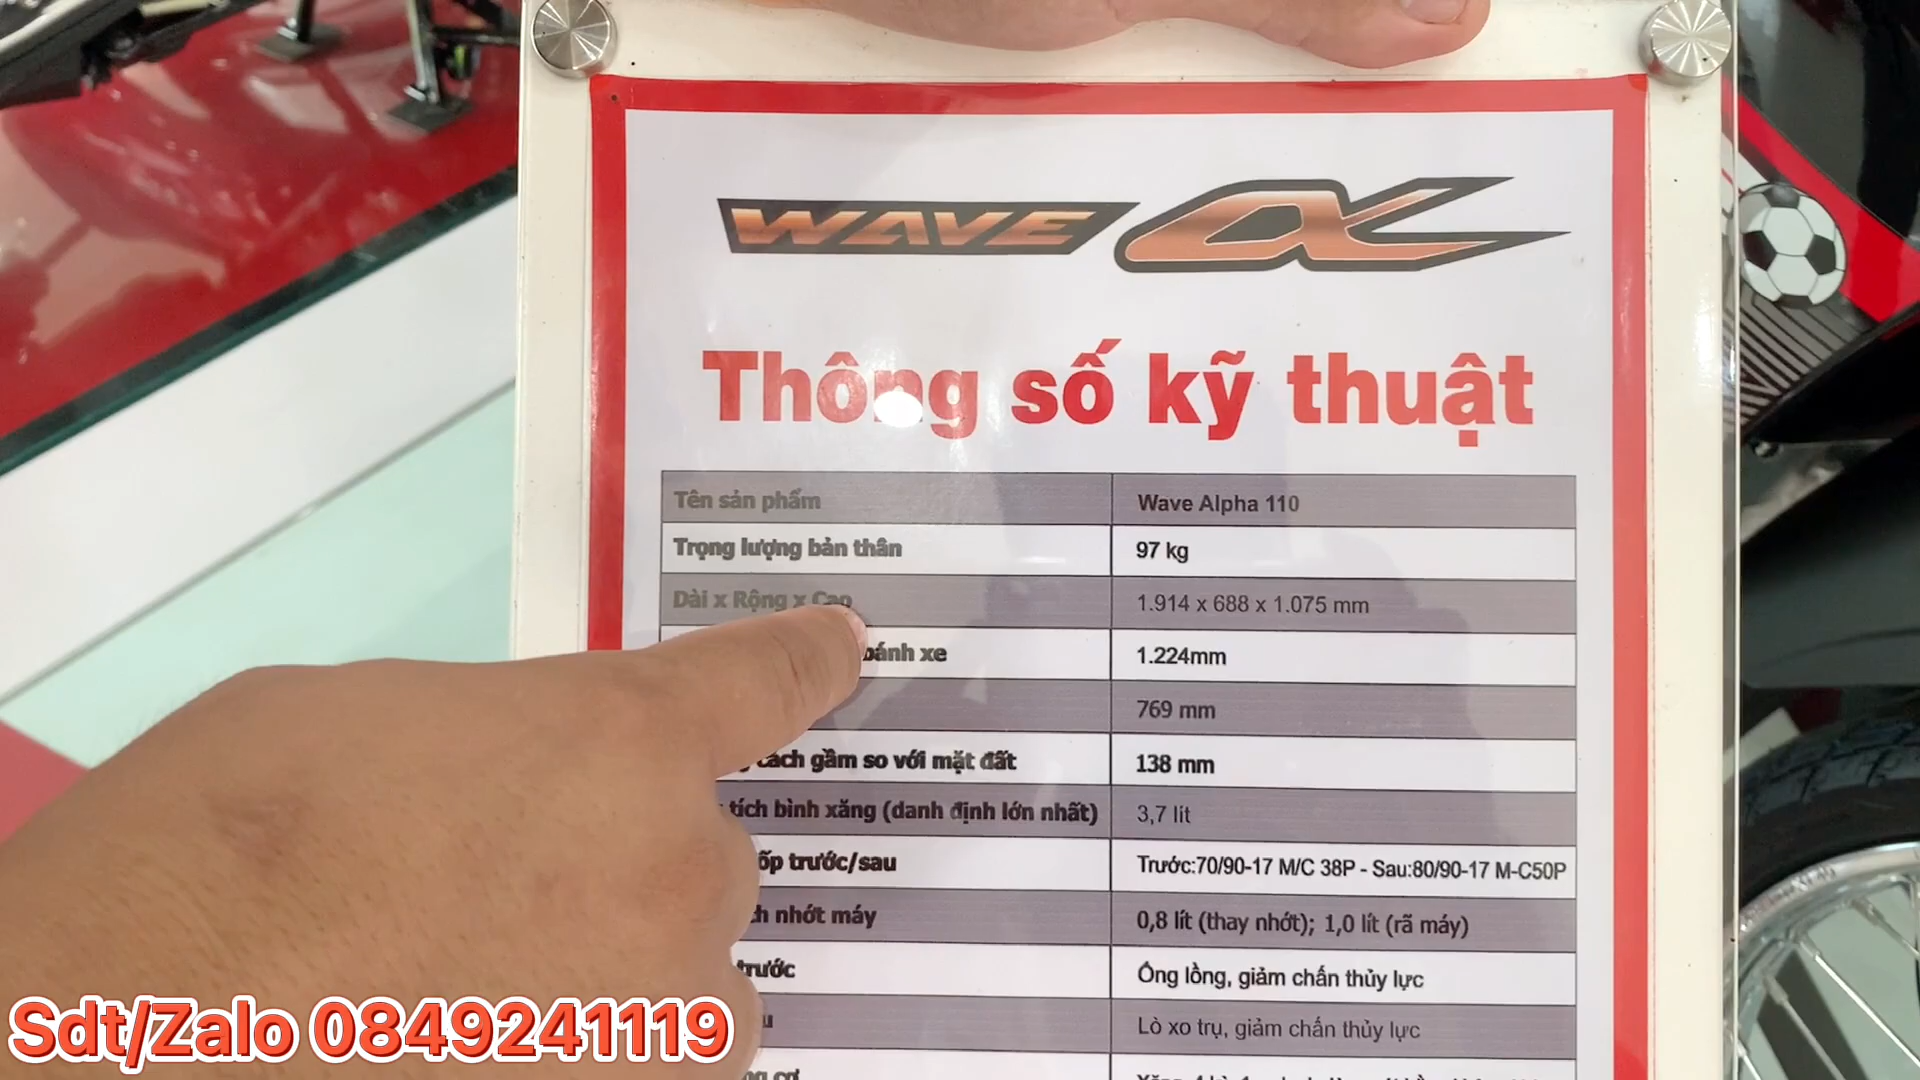 WAVE α
Thông số kỹ thuật
Tên sản phẩm Wave Alpha 110
Trọng lượng bản thân 97 kg
Dài x Rộng x Cao 1.914 x 688 x 1.075 mm
bánh xe 1.224mm
769 mm
cách gầm so với mặt đất 138 mm
tích bình xăng (danh định lớn nhất) 3,7 lít
ốp trước/sau Trước:70/90-17 M/C 38P - Sau:80/90-17 M-C50P
nhớt máy 0,8 lít (thay nhớt); 1,0 lít (rã máy)
trước Ống lồng, giảm chấn thủy lực
Lò xo trụ, giảm chấn thủy lực
Sdt/Zalo 0849241119